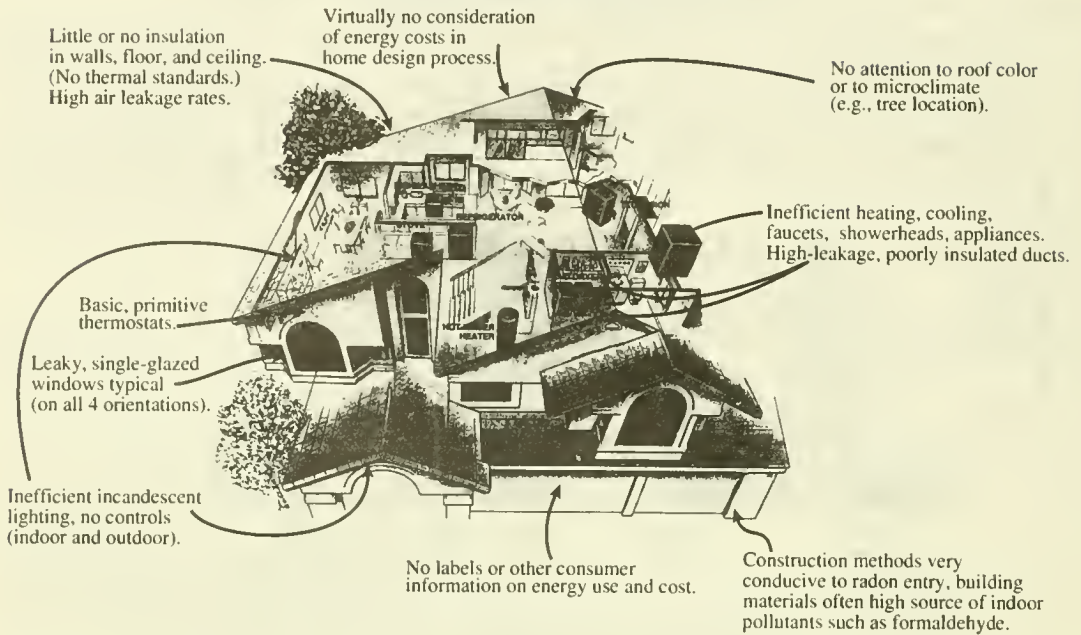 Virtually no consideration
of energy costs in
home design process.
Little or no insulation
in walls, floor, and ceiling.
(No thermal standards.)
High air leakage rates.
No attention to roof color
or to microclimate
(e.g., tree location).
REFRIGERATOR
Inefficient heating, cooling,
faucets, showerheads, appliances.
High-leakage, poorly insulated ducts.
Basic, primitive
thermostats.
HOT WATER
HEATER
Leaky, single-glazed
windows typical
(on all 4 orientations).
Inefficient incandescent
lighting, no controls
(indoor and outdoor).
No labels or other consumer
information on energy use and cost.
Construction methods very
conducive to radon entry, building
materials often high source of indoor
pollutants such as formaldehyde.